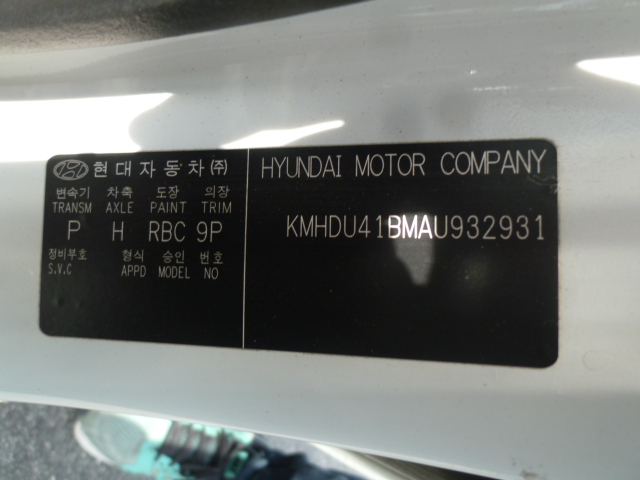 현대자동차(주)
변속기 차축 도장 의장
TRANSM AXLE PAINT TRIM
P H RBC 9P
정비부호 형식 승인 번호
S.V.C APPD MODEL NO
HYUNDAI MOTOR COMPANY
KMHDU41BMAU932931